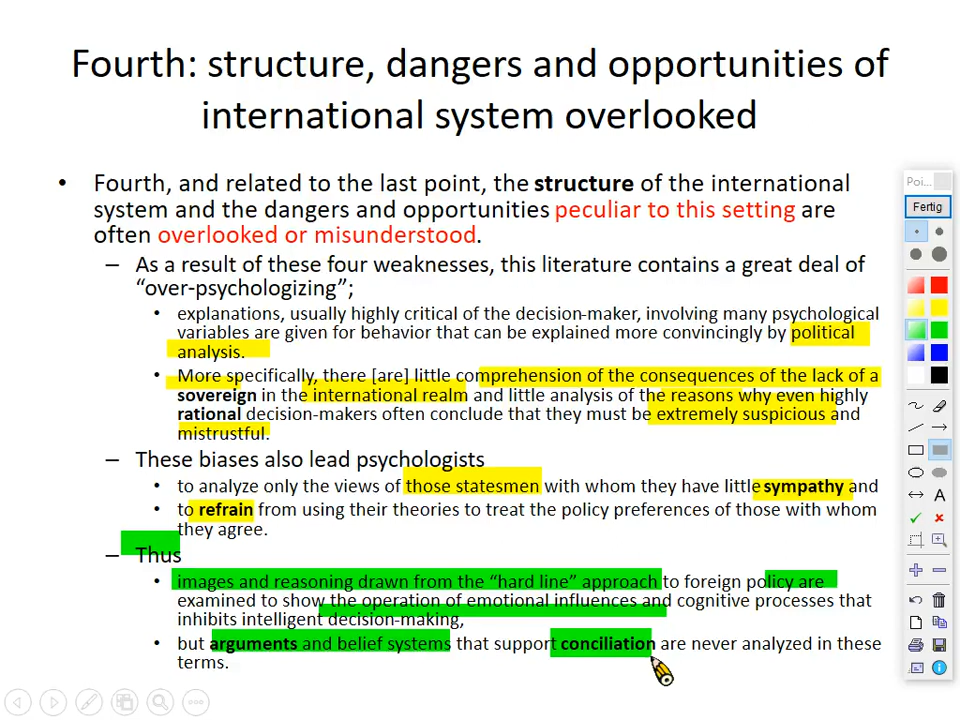 Fourth: structure, dangers and opportunities of
international system overlooked
• Fourth, and related to the last point, the structure of the international
system and the dangers and opportunities peculiar to this setting are
often overlooked or misunderstood.
– As a result of these four weaknesses, this literature contains a great deal of
“over-psychologizing”;
• explanations, usually highly critical of the decision-maker, involving many psychological
variables are given for behavior that can be explained more convincingly by political
analysis.
• More specifically, there [are] little comprehension of the consequences of the lack of a
sovereign in the international realm and little analysis of the reasons why even highly
rational decision-makers often conclude that they must be extremely suspicious and
mistrustful.
– These biases also lead psychologists
• to analyze only the views of those statesmen with whom they have little sympathy and
• to refrain from using their theories to treat the policy preferences of those with whom
they agree.
– Thus
• images and reasoning drawn from the “hard line” approach to foreign policy are
examined to show the operation of emotional influences and cognitive processes that
inhibits intelligent decision-making,
• but arguments and belief systems that support conciliation are never analyzed in these
terms.
Poi...
Fertig
A